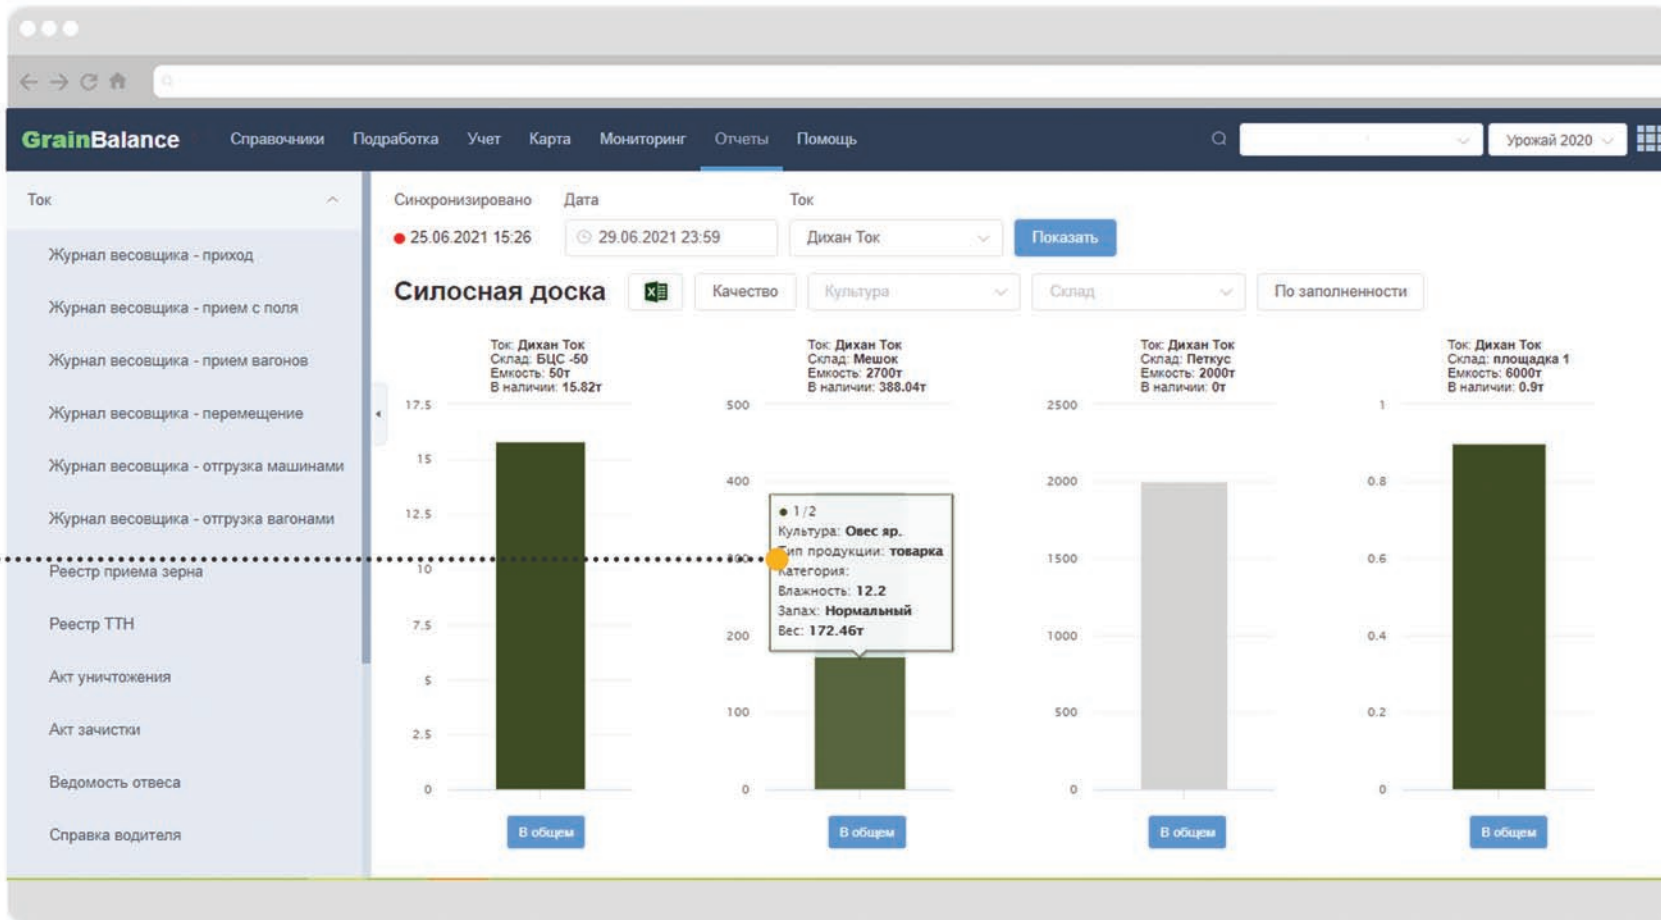 GrainBalance Справочники Подработка Учет Карта Мониторинг Отчеты Помощь Урожай 2020
Ток
Журнал весовщика - приход
Журнал весовщика - прием с поля
Журнал весовщика - прием вагонов
Журнал весовщика - перемещение
Журнал весовщика - отгрузка машинами
Журнал весовщика - отгрузка вагонами
Реестр приема зерна
Реестр ТТН
Акт уничтожения
Акт зачистки
Ведомость отвеса
Справка водителя
Синхронизировано Дата Ток
25.06.2021 15:26 29.06.2021 23:59 Дихан Ток Показать
Силосная доска Качество Культура Склад По заполненности
Ток: Дихан Ток
Склад: БЦС -50
Емкость: 50т
В наличии: 15.82т
17.5
15
12.5
10
7.5
5
2.5
0
В общем
Ток: Дихан Ток
Склад: Мешок
Емкость: 2700т
В наличии: 388.04т
500
400
300
200
100
0
1/2
Культура: Овес яр.
Тип продукции: товарка
Категория:
Влажность: 12.2
Запах: Нормальный
Вес: 172.46т
В общем
Ток: Дихан Ток
Склад: Петкус
Емкость: 2000т
В наличии: 0т
2500
2000
1500
1000
500
0
В общем
Ток: Дихан Ток
Склад: площадка 1
Емкость: 6000т
В наличии: 0.9т
1
0.8
0.6
0.4
0.2
0
В общем